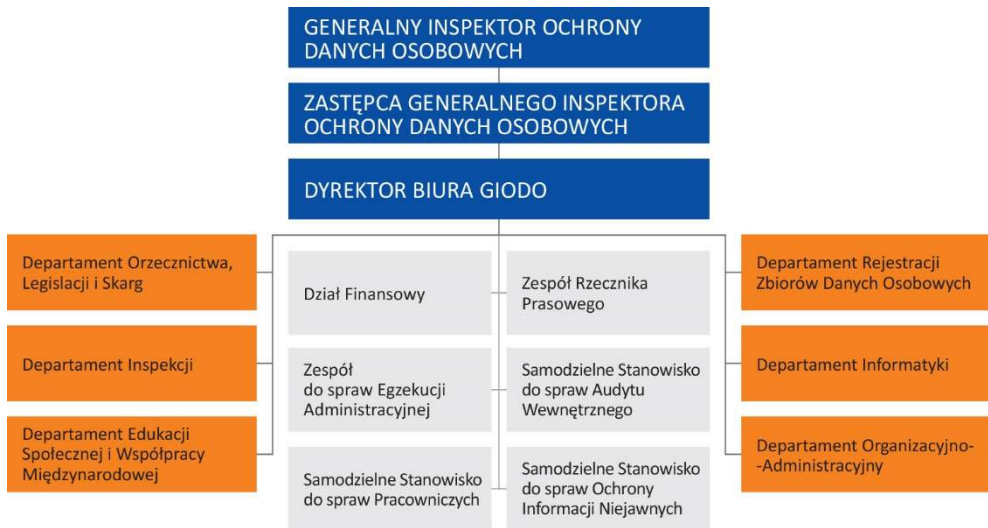 GENERALNY INSPEKTOR OCHRONY
DANYCH OSOBOWYCH
ZASTĘPCA GENERALNEGO INSPEKTORA
OCHRONY DANYCH OSOBOWYCH
DYREKTOR BIURA GIODO
Departament Orzecznictwa,
Legislacji i Skarg
Departament Inspekcji
Departament Edukacji
Społecznej i Współpracy
Międzynarodowej
Dział Finansowy
Zespół
do spraw Egzekucji
Administracyjnej
Samodzielne Stanowisko
do spraw Pracowniczych
Zespół Rzecznika
Prasowego
Samodzielne Stanowisko
do spraw Audytu
Wewnętrznego
Samodzielne Stanowisko
do spraw Ochrony
Informacji Niejawnych
Departament Rejestracji
Zbiorów Danych Osobowych
Departament Informatyki
Departament Organizacyjno-
-Administracyjny